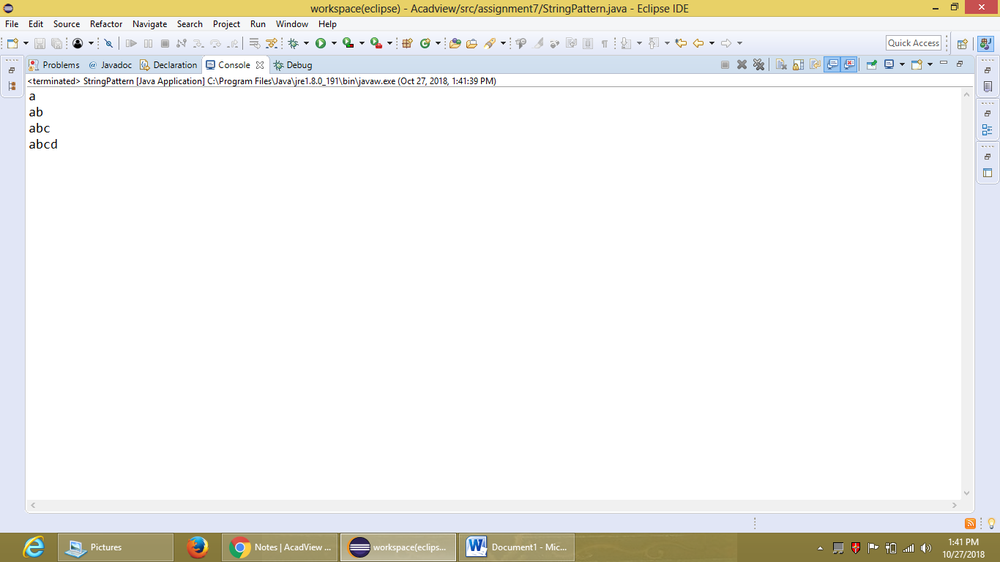 workspace(eclipse) - Acadview/src/assignment7/StringPattern.java - Eclipse IDE
File Edit Source Refactor Navigate Search Project Run Window Help
Quick Access
Problems @ Javadoc Declaration Console Debug
<terminated> StringPattern [Java Application] C:\Program Files\Java\jre1.8.0_191\bin\javaw.exe (Oct 27, 2018, 1:41:39 PM)
a
ab
abc
abcd
Pictures Notes | AcadView ... workspace(eclips... Document1 - Mic... 1:41 PM
10/27/2018